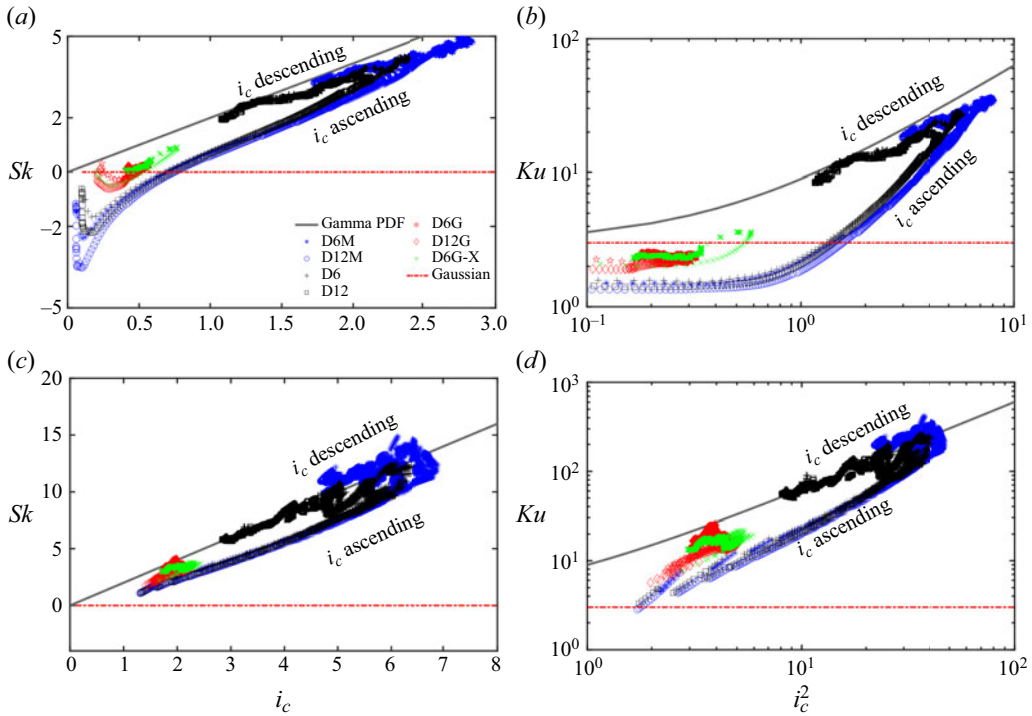 (a)
5
2
0
−2
−5
Sk
0
0.5
1.0
1.5
2.0
2.5
3.0
i_c descending
i_c ascending
Gamma PDF
D6M
D12M
D6
D12
D6G
D12G
D6G-X
Gaussian
(b)
10^2
10^1
10^0
Ku
10^−1
10^0
10^1
i_c descending
i_c ascending
(c)
20
15
10
5
0
Sk
0
1
2
3
4
5
6
7
8
i_c descending
i_c ascending
i_c
(d)
10^3
10^2
10^1
10^0
Ku
10^0
10^1
10^2
i_c descending
i_c ascending
i_c^2